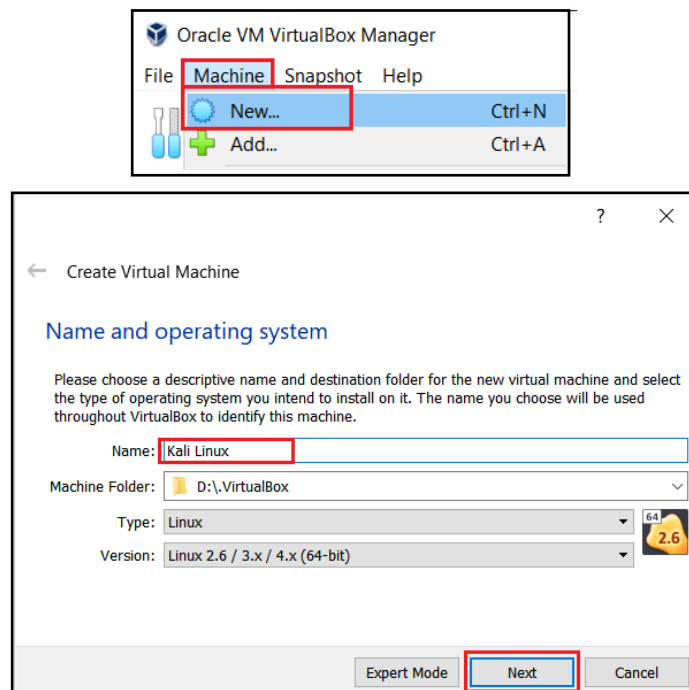 Oracle VM VirtualBox Manager
File Machine Snapshot Help
New... Ctrl+N
Add... Ctrl+A
? ×
← Create Virtual Machine
Name and operating system
Please choose a descriptive name and destination folder for the new virtual machine and select
the type of operating system you intend to install on it. The name you choose will be used
throughout VirtualBox to identify this machine.
Name: Kali Linux
Machine Folder: D:\.VirtualBox
Type: Linux
64
2.6
Version: Linux 2.6 / 3.x / 4.x (64-bit)
Expert Mode Next Cancel